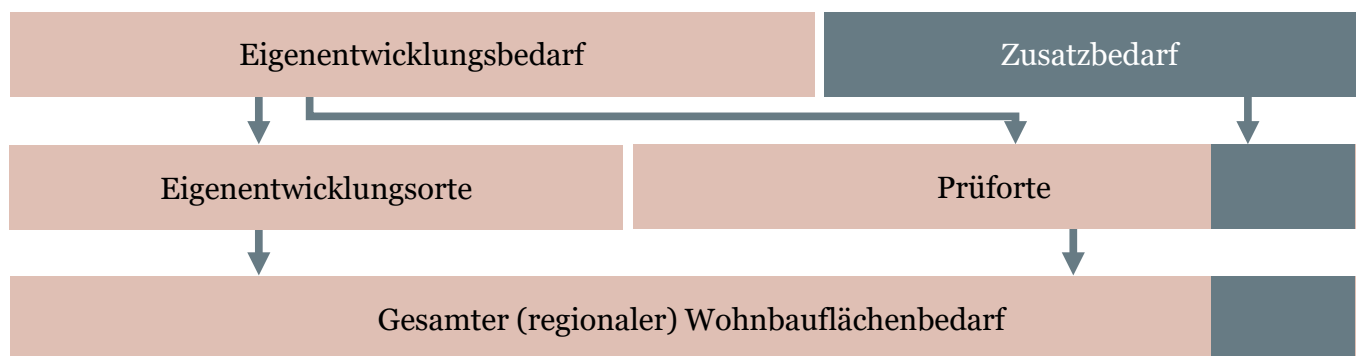 Eigenentwicklungsbedarf
Zusatzbedarf
Eigenentwicklungsorte
Prüforte
Gesamter (regionaler) Wohnbauflächenbedarf